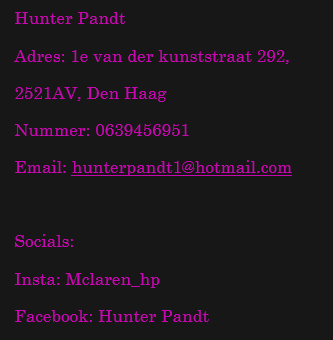 Hunter Pandt
Adres: 1e van der kunststraat 292,
2521AV, Den Haag
Nummer: 0639456951
Email: hunterpandt1@hotmail.com
Socials:
Insta: Mclaren_hp
Facebook: Hunter Pandt